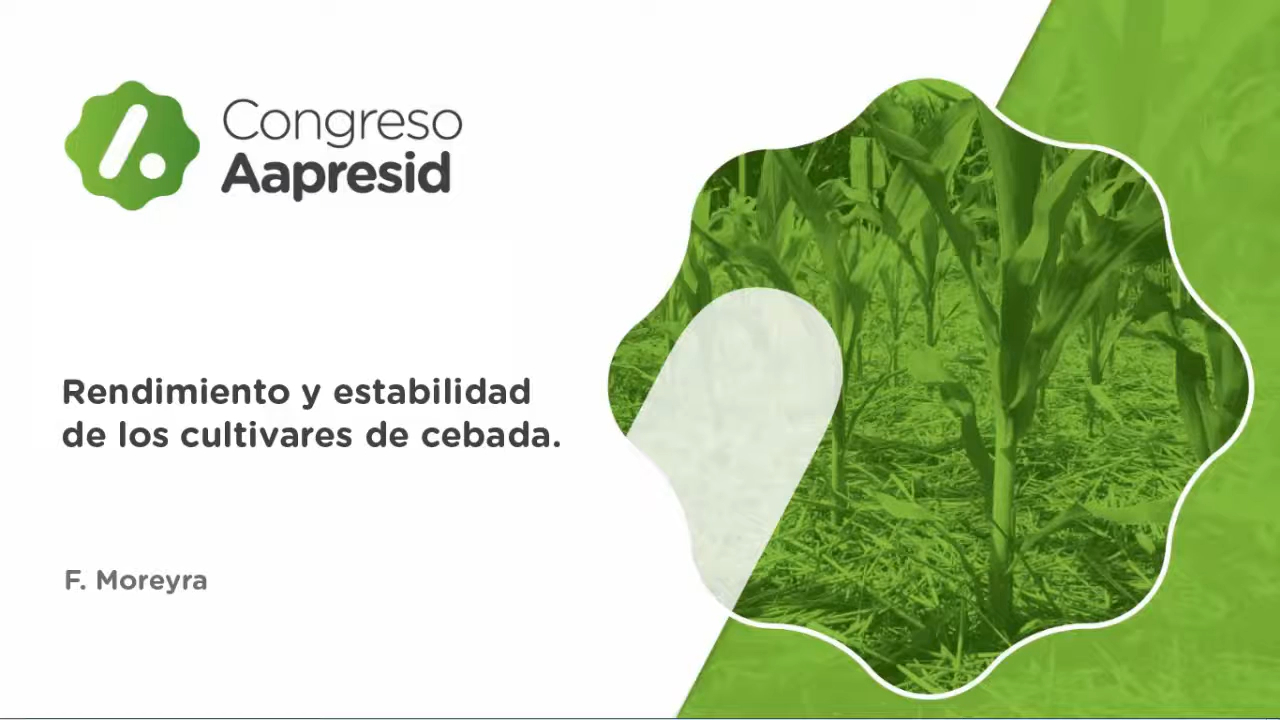 Congreso
Aapresid
Rendimiento y estabilidad
de los cultivares de cebada.
F. Moreyra